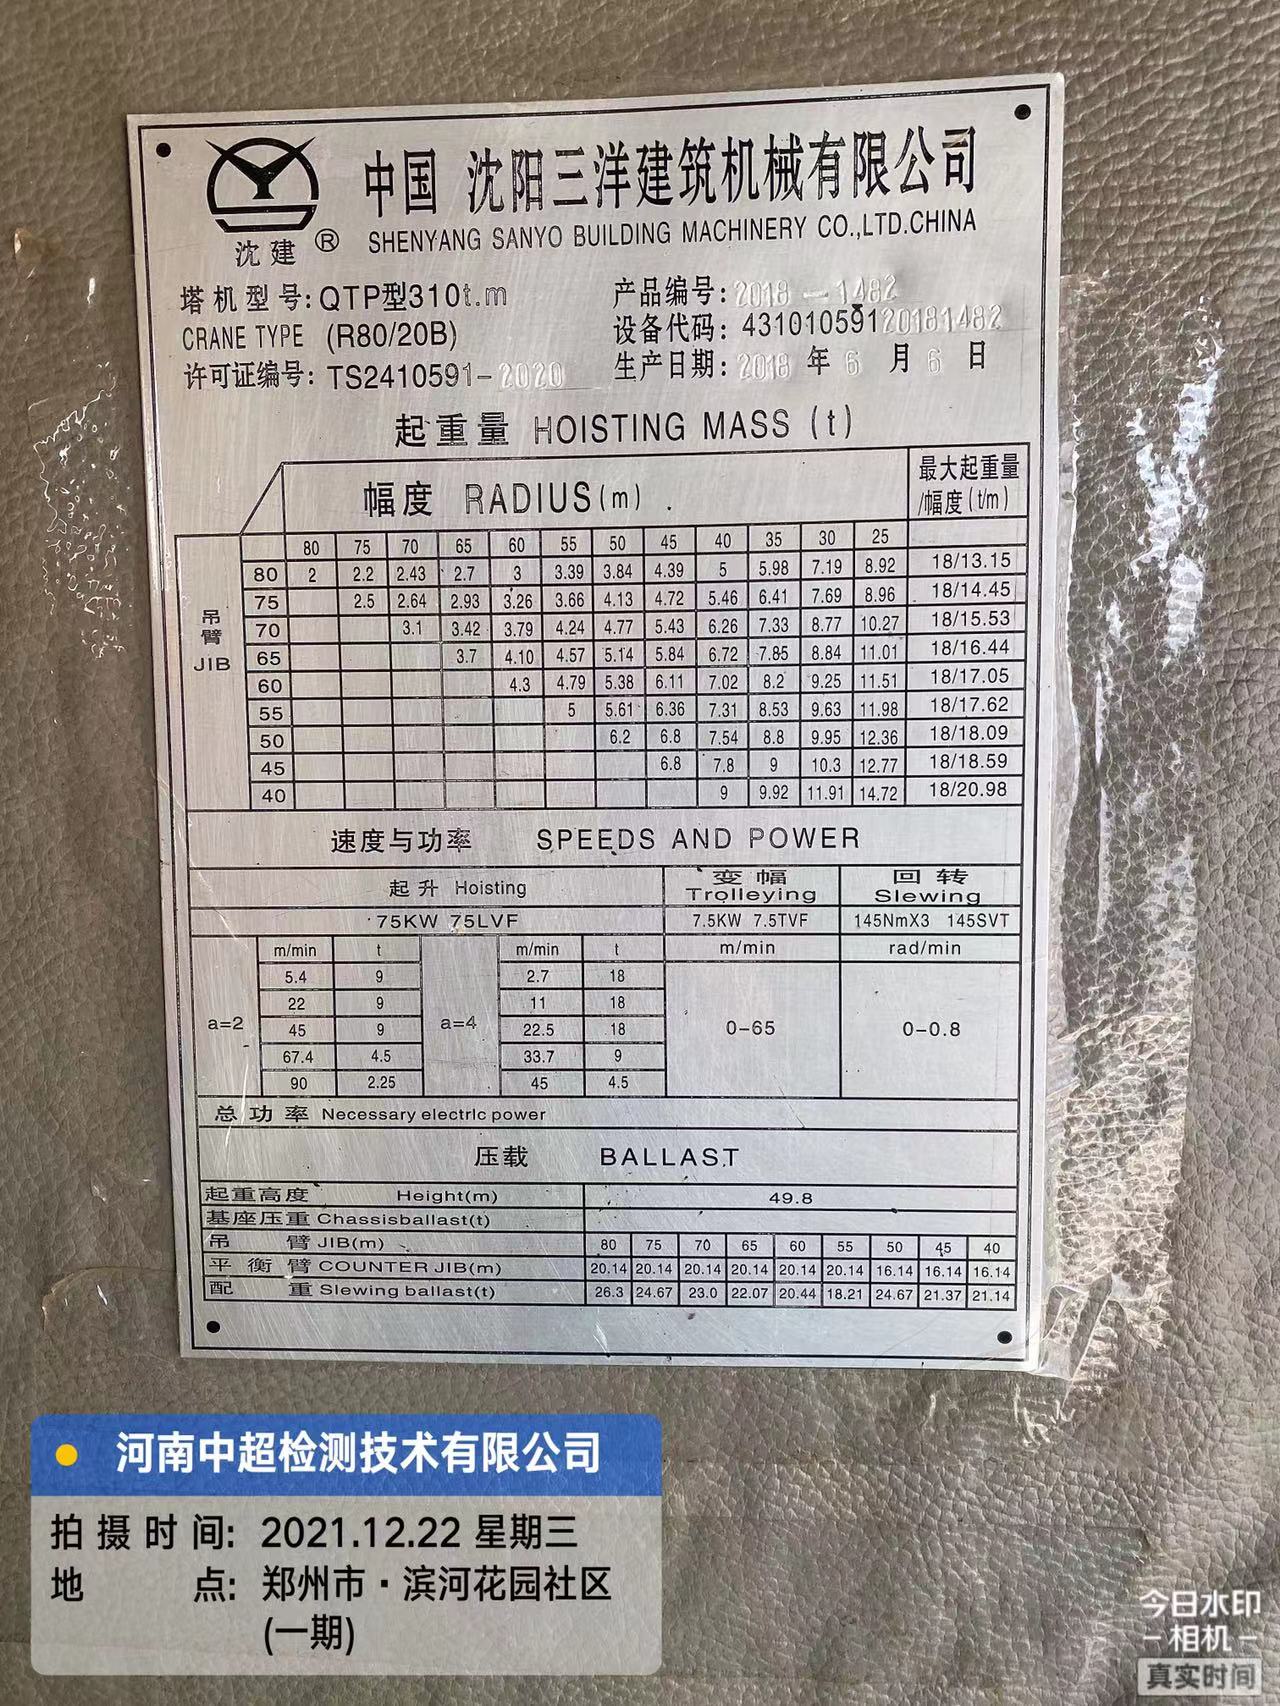 中国 沈阳三洋建筑机械有限公司
SHENYANG SANYO BUILDING MACHINERY CO.,LTD.CHINA
沈建 ®
塔机型号: QTP型310t.m
CRANE TYPE (R80/20B)
许可证编号: TS2410591-2020
产品编号: 2018-1482
设备代码: 43101059120181482
生产日期: 2018 年 6 月 6 日
起重量 HOISTING MASS (t)
幅度 RADIUS(m)
最大起重量
/幅度(t/m)
80 75 70 65 60 55 50 45 40 35 30 25
吊臂 JIB
80 2 2.2 2.43 2.7 3 3.39 3.84 4.39 5 5.98 7.19 8.92 18/13.15
75 2.5 2.64 2.93 3.26 3.66 4.13 4.72 5.46 6.41 7.69 8.96 18/14.45
70 3.1 3.42 3.79 4.24 4.77 5.43 6.26 7.33 8.77 10.27 18/15.53
65 3.7 4.10 4.57 5.14 5.84 6.72 7.85 8.84 11.01 18/16.44
60 4.3 4.79 5.38 6.11 7.02 8.2 9.25 11.51 18/17.05
55 5 5.61 6.36 7.31 8.53 9.63 11.98 18/17.62
50 6.2 6.8 7.54 8.8 9.95 12.36 18/18.09
45 6.8 7.8 9 10.3 12.77 18/18.59
40 9 9.92 11.91 14.72 18/20.98
速度与功率 SPEEDS AND POWER
起升 Hoisting
变幅
Trolleying
回转
Slewing
75KW 75LVF 7.5KW 7.5TVF 145NmX3 145SVT
m/min t m/min t m/min rad/min
a=2 a=4
5.4 9 2.7 18
22 9 11 18
45 9 22.5 18
67.4 4.5 33.7 9
90 2.25 45 4.5
0-65 0-0.8
总功率 Necessary electric power
压载 BALLAST
起重高度 Height(m) 49.8
基座压重 Chassisballast(t)
吊臂 JIB(m) 80 75 70 65 60 55 50 45 40
平衡臂 COUNTER JIB(m) 20.14 20.14 20.14 20.14 20.14 20.14 16.14 16.14 16.14
配重 Slewing ballast(t) 26.3 24.67 23.0 22.07 20.44 18.21 24.67 21.37 21.14
河南中超检测技术有限公司
拍摄时间: 2021.12.22 星期三
地点: 郑州市·滨河花园社区
(一期)
今日水印
-相机-
真实时间